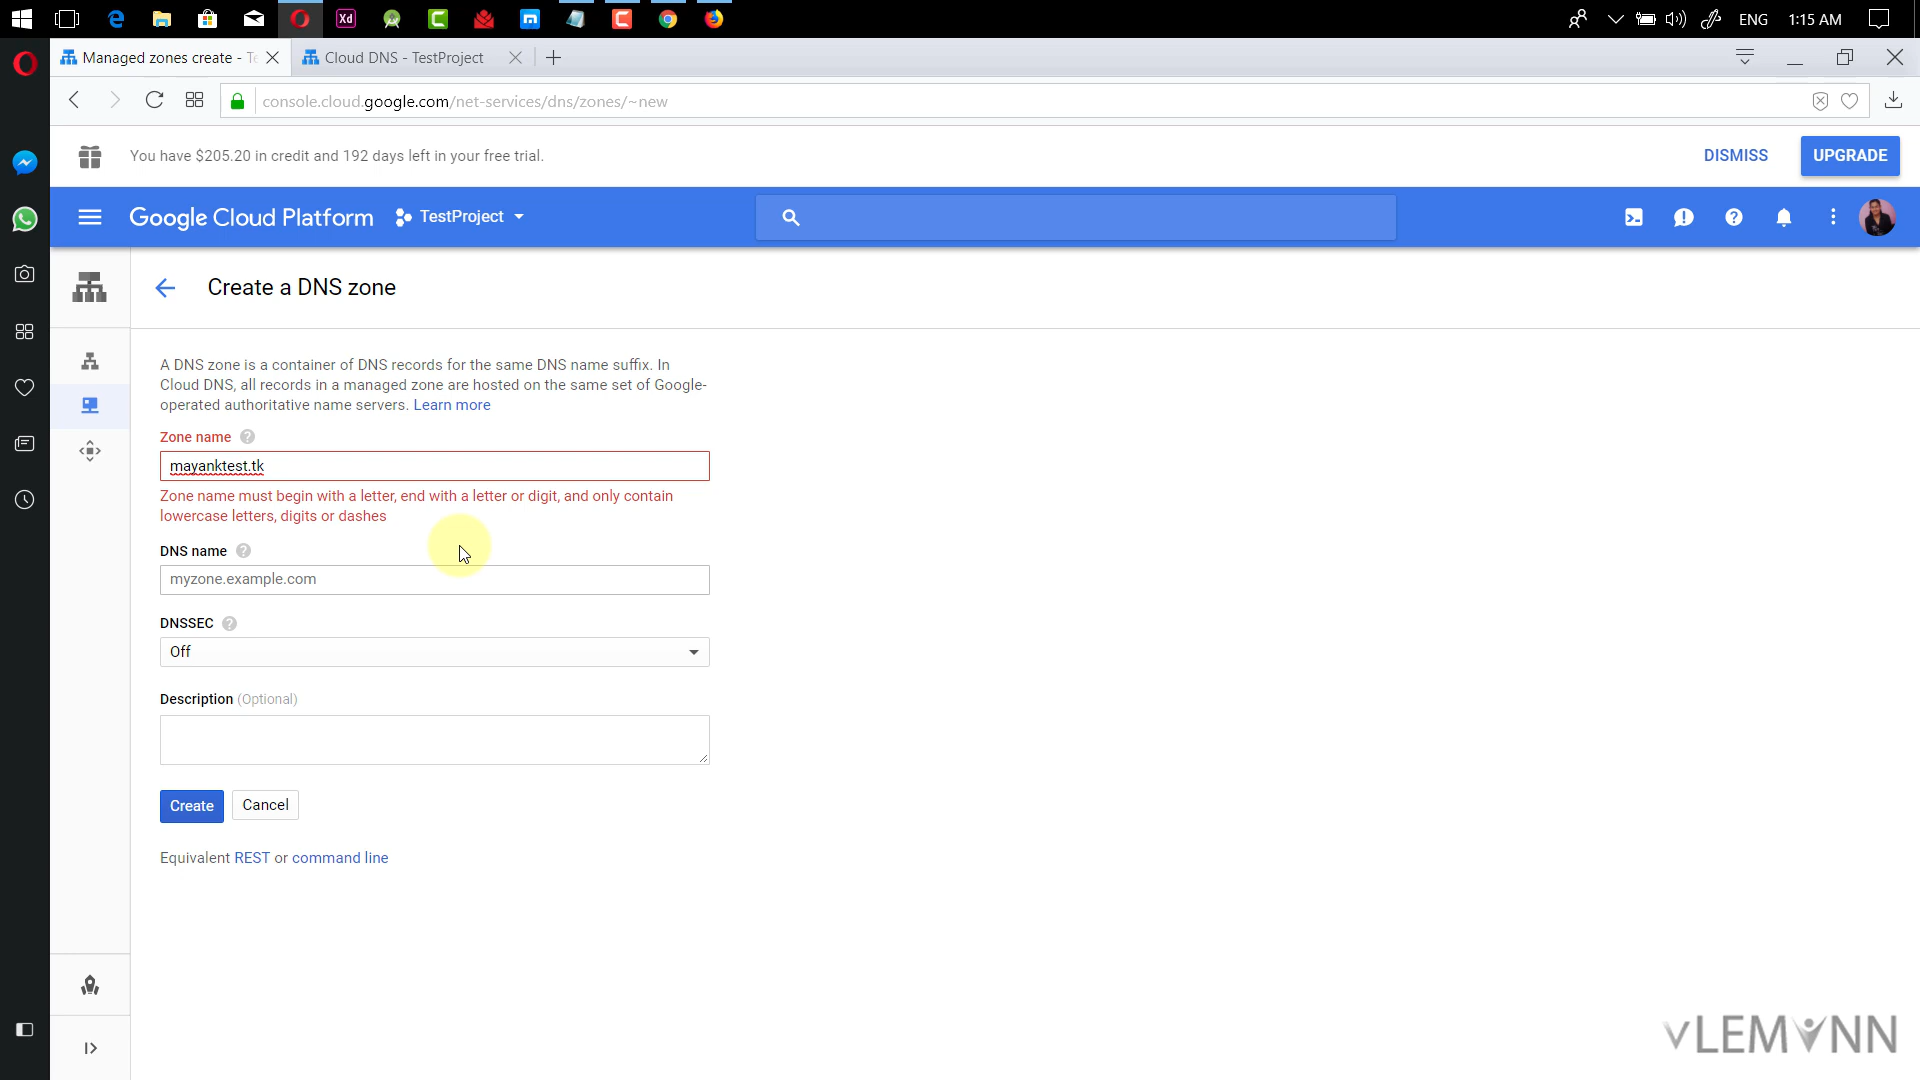 Xd
ENG
1:15 AM
Managed zones create - Te
Cloud DNS - TestProject
console.cloud.google.com/net-services/dns/zones/~new
You have $205.20 in credit and 192 days left in your free trial.
DISMISS
UPGRADE
Google Cloud Platform
TestProject
Create a DNS zone
A DNS zone is a container of DNS records for the same DNS name suffix. In
Cloud DNS, all records in a managed zone are hosted on the same set of Google-
operated authoritative name servers. Learn more
Zone name
mayanktest.tk
Zone name must begin with a letter, end with a letter or digit, and only contain
lowercase letters, digits or dashes
DNS name
myzone.example.com
DNSSEC
Off
Description (Optional)
Create
Cancel
Equivalent REST or command line
vLEMONN